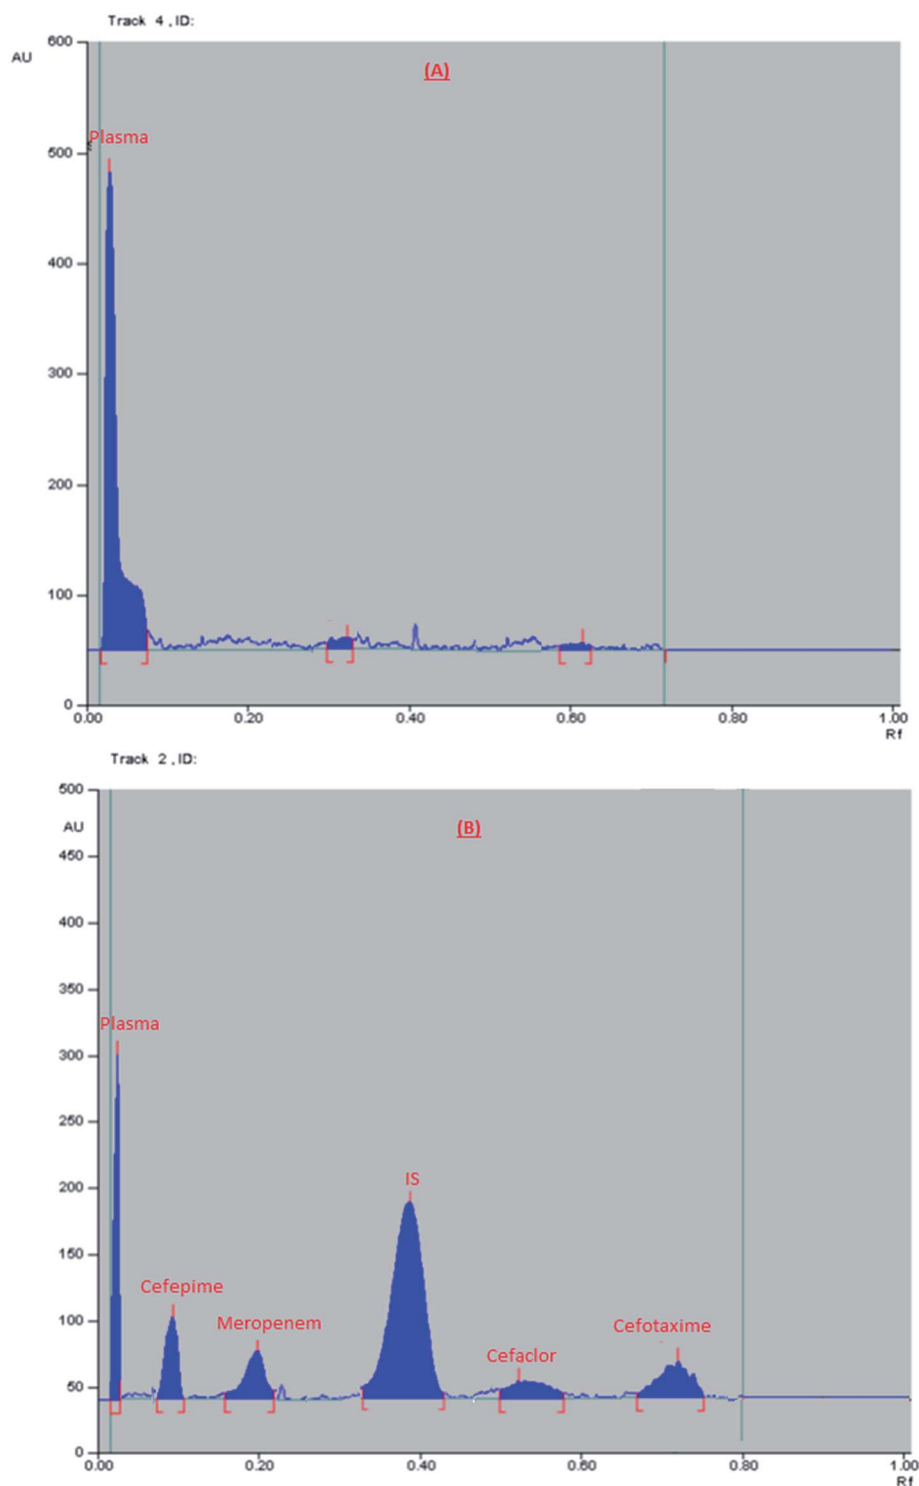 Track 4 , ID:
600
AU
(A)
Plasma
500
400
300
200
100
0
0.00 0.20 0.40 0.60 0.80 1.00
Rf
Track 2 , ID:
500
AU
(B)
450
400
350
Plasma
300
250
200
IS
150
Cefepime
Meropenem
Cefotaxime
100
Cefaclor
50
0
0.00 0.20 0.40 0.60 0.80 1.00
Rf